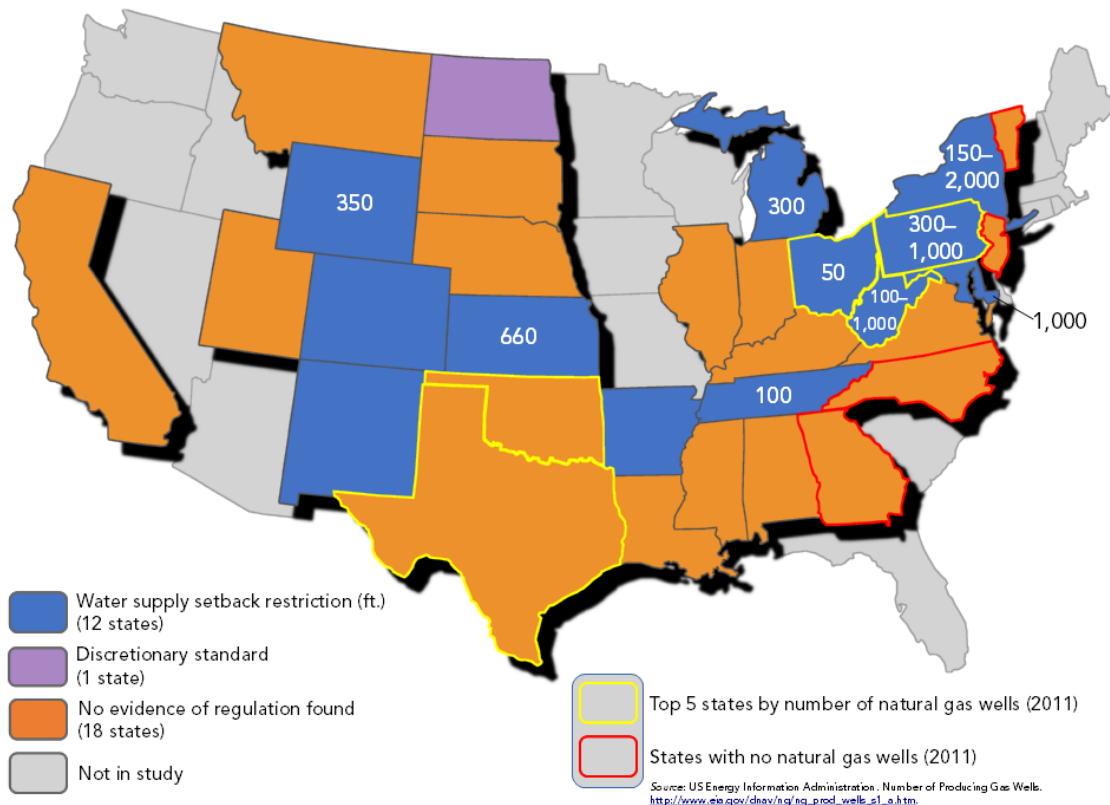 150–
2,000
350
300
300–
1,000
50
100–
1,000
1,000
660
100
Water supply setback restriction (ft.)
(12 states)
Discretionary standard
(1 state)
No evidence of regulation found
(18 states)
Not in study
Top 5 states by number of natural gas wells (2011)
States with no natural gas wells (2011)
Source: US Energy Information Administration. Number of Producing Gas Wells.
http://www.eia.gov/dnav/ng/ng_prod_wells_s1_a.htm.